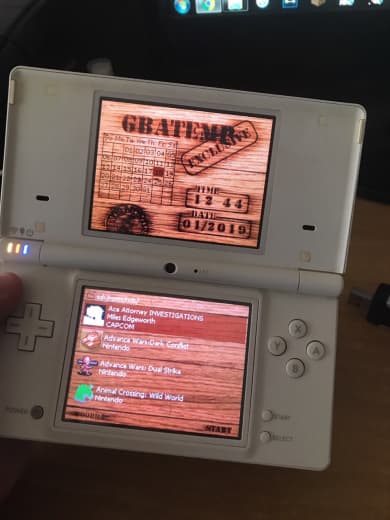 GBATEMP
EXCLUSIVE
TIME
12 44
DATE
01/2019
Ace Attorney INVESTIGATIONS
Miles Edgeworth
CAPCOM
Advance Wars:Dark Conflict
Nintendo
Advance Wars: Dual Strike
Nintendo
Animal Crossing: Wild World
Nintendo
START
X
Y
A
B
POWER
START
SELECT